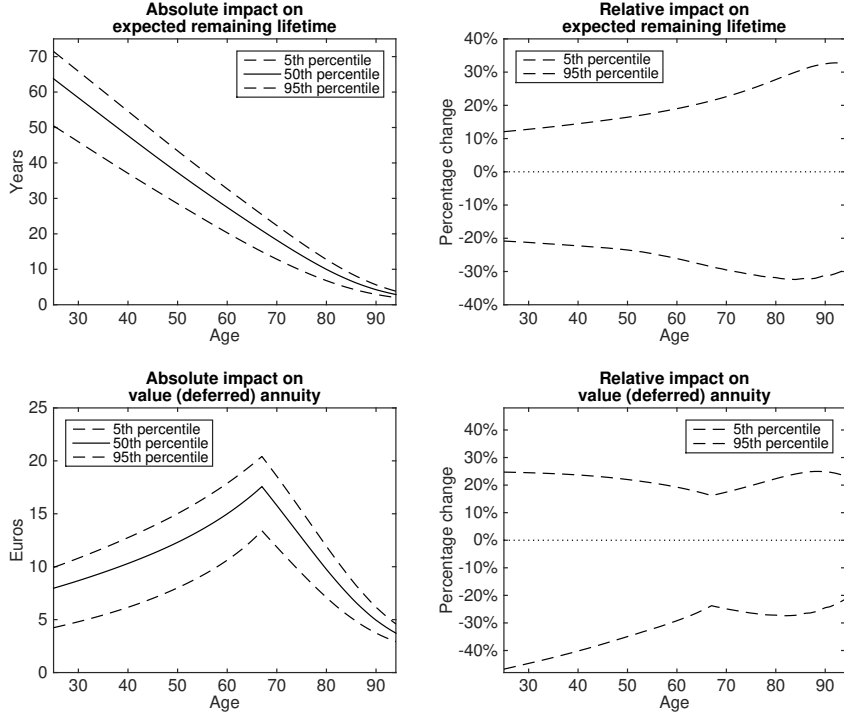 Absolute impact on
expected remaining lifetime
70
60
50
40
30
20
10
0
Years
5th percentile
50th percentile
95th percentile
30 40 50 60 70 80 90
Age
Relative impact on
expected remaining lifetime
40%
30%
20%
10%
0%
-10%
-20%
-30%
-40%
Percentage change
5th percentile
95th percentile
30 40 50 60 70 80 90
Age
Absolute impact on
value (deferred) annuity
25
20
15
10
5
0
Euros
5th percentile
50th percentile
95th percentile
30 40 50 60 70 80 90
Age
Relative impact on
value (deferred) annuity
40%
30%
20%
10%
0%
-10%
-20%
-30%
-40%
Percentage change
5th percentile
95th percentile
30 40 50 60 70 80 90
Age